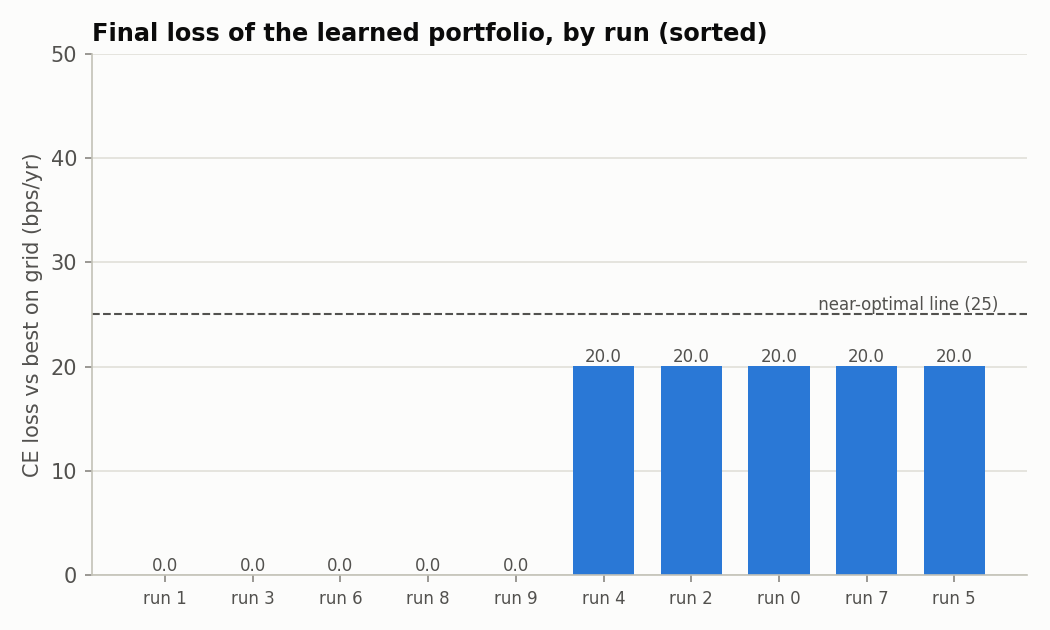 Final loss of the learned portfolio, by run (sorted)
CE loss vs best on grid (bps/yr)
50
40
30
20
10
0
near-optimal line (25)
0.0 0.0 0.0 0.0 0.0 20.0 20.0 20.0 20.0 20.0
run 1 run 3 run 6 run 8 run 9 run 4 run 2 run 0 run 7 run 5